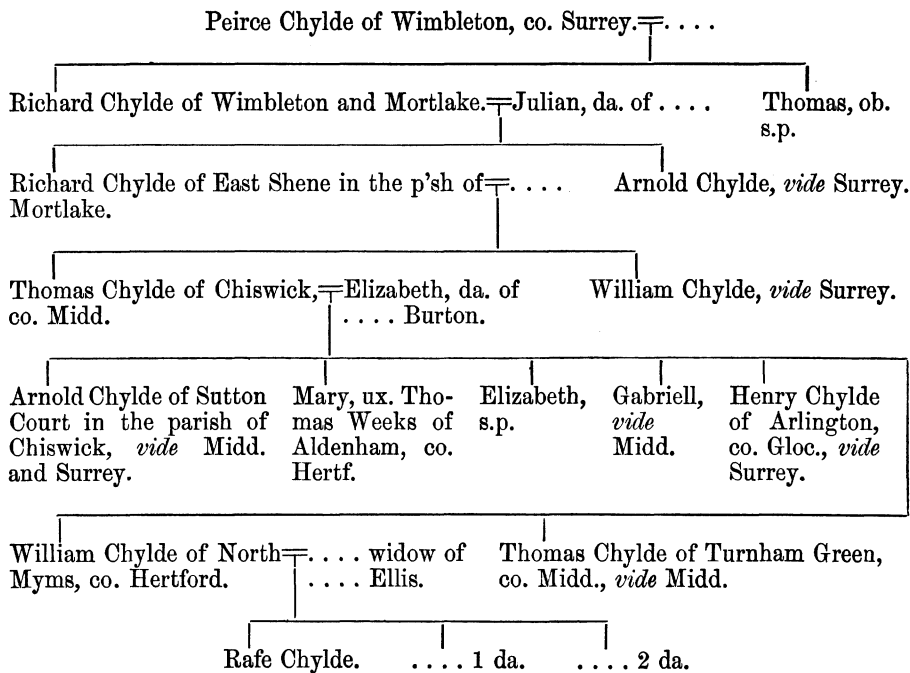 Peirce Chylde of Wimbleton, co. Surrey.=. . . .
Richard Chylde of Wimbleton and Mortlake.=Julian, da. of . . . . Thomas, ob.
s.p.
Richard Chylde of East Shene in the p'sh of=. . . . Arnold Chylde, vide Surrey.
Mortlake.
Thomas Chylde of Chiswick,=Elizabeth, da. of William Chylde, vide Surrey.
co. Midd. . . . . Burton.
Arnold Chylde of Sutton
Court in the parish of
Chiswick, vide Midd.
and Surrey.
Mary, ux. Tho-
mas Weeks of
Aldenham, co.
Hertf.
Elizabeth,
s.p.
Gabriell,
vide
Midd.
Henry Chylde
of Arlington,
co. Gloc., vide
Surrey.
William Chylde of North=. . . . widow of
Myms, co. Hertford. . . . . Ellis.
Thomas Chylde of Turnham Green,
co. Midd., vide Midd.
Rafe Chylde. . . . . 1 da. . . . . 2 da.